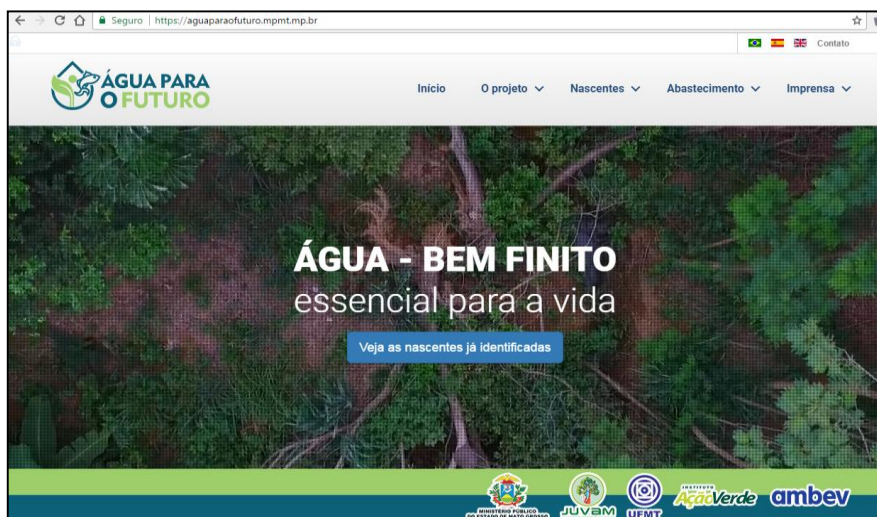 Seguro | https://aguaparaofuturo.mpmt.mp.br
Contato
ÁGUA PARA
O FUTURO
Início O projeto Nascentes Abastecimento Imprensa
ÁGUA - BEM FINITO
essencial para a vida
Veja as nascentes já identificadas
MINISTÉRIO PÚBLICO
DO ESTADO DE MATO GROSSO
JUVAM
UFMT
INSTITUTO
AçãoVerde
ambev